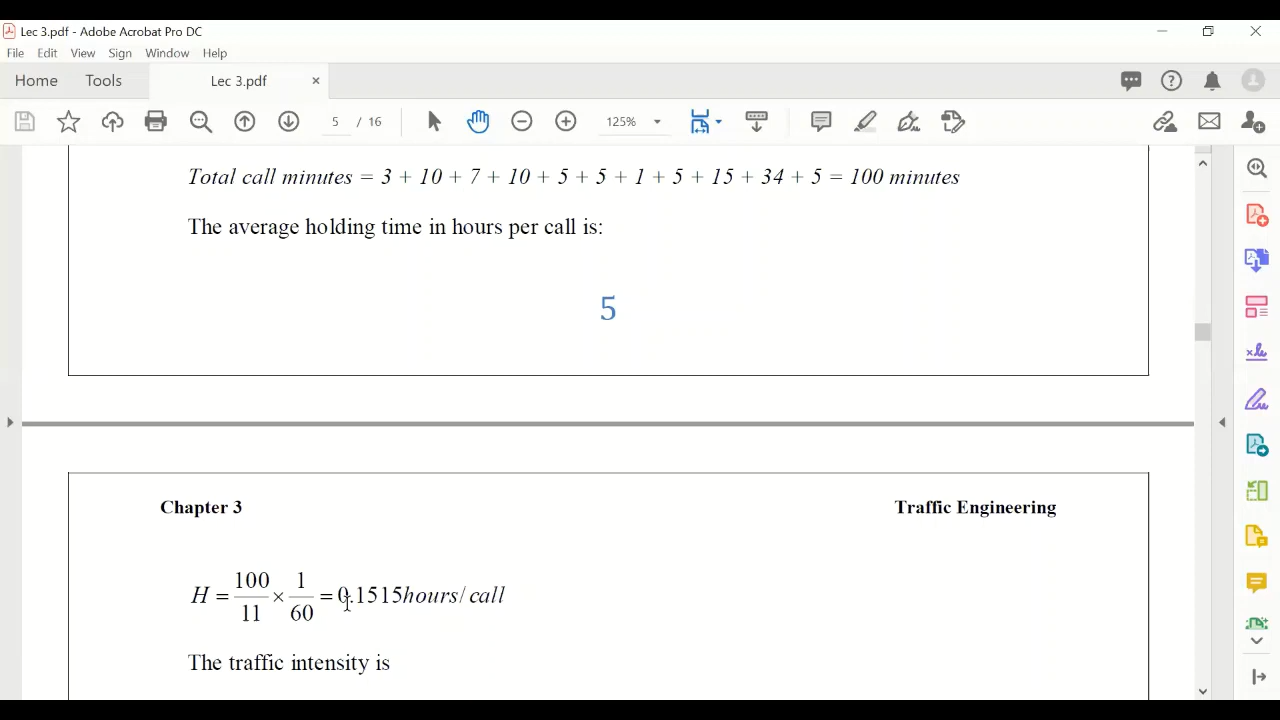 Lec 3.pdf - Adobe Acrobat Pro DC
File Edit View Sign Window Help
Home Tools Lec 3.pdf ×
5 / 16 125%
Total call minutes = 3 + 10 + 7 + 10 + 5 + 5 + 1 + 5 + 15 + 34 + 5 = 100 minutes
The average holding time in hours per call is:
5
Chapter 3 Traffic Engineering
H = 100/11 × 1/60 = 0.1515 hours/call
The traffic intensity is